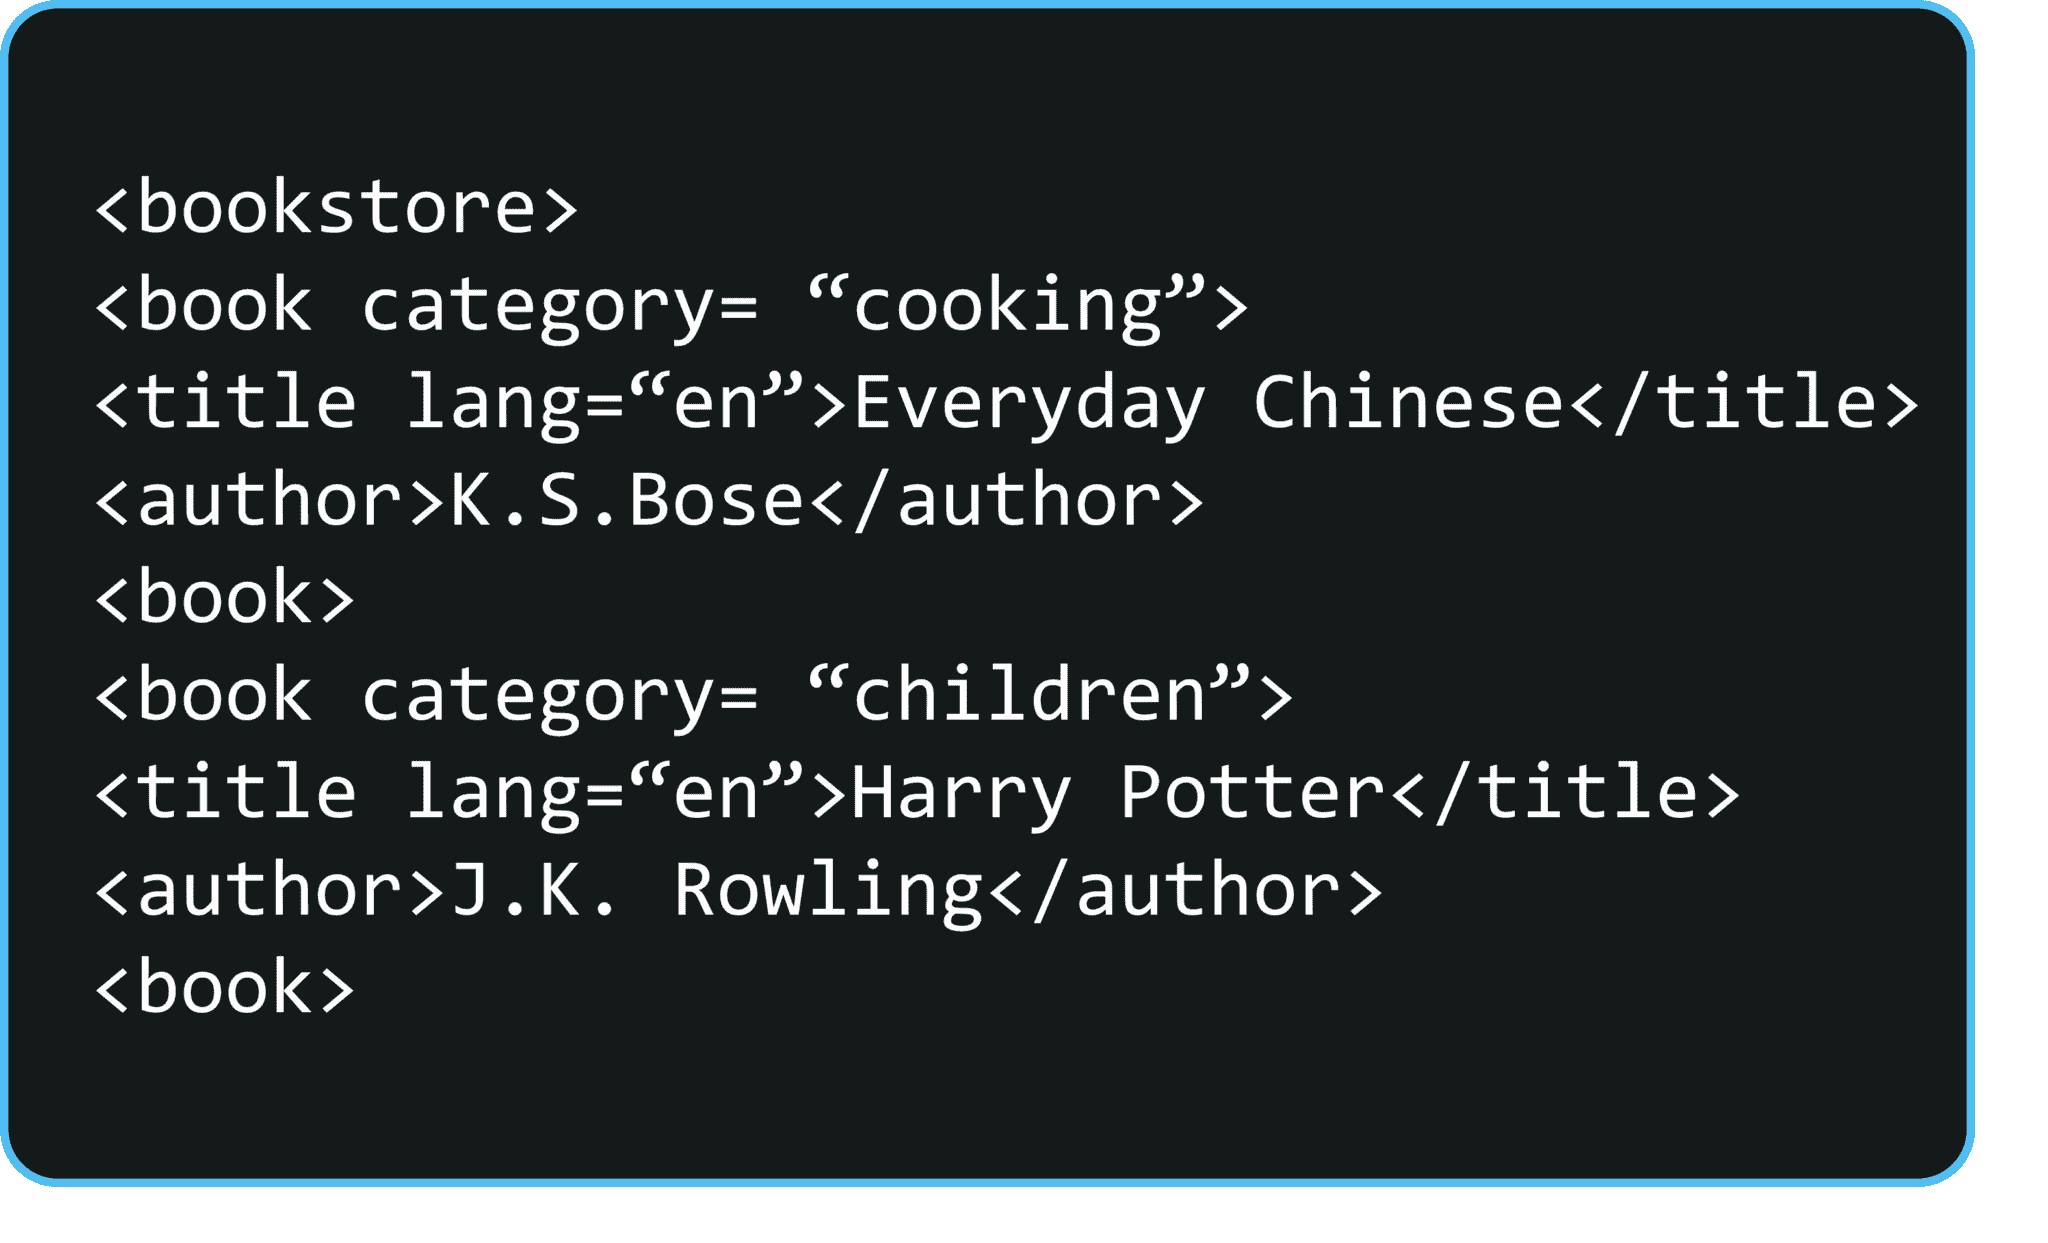 <bookstore>
<book category= “cooking”>
<title lang=“en”>Everyday Chinese</title>
<author>K.S.Bose</author>
<book>
<book category= “children”>
<title lang=“en”>Harry Potter</title>
<author>J.K. Rowling</author>
<book>